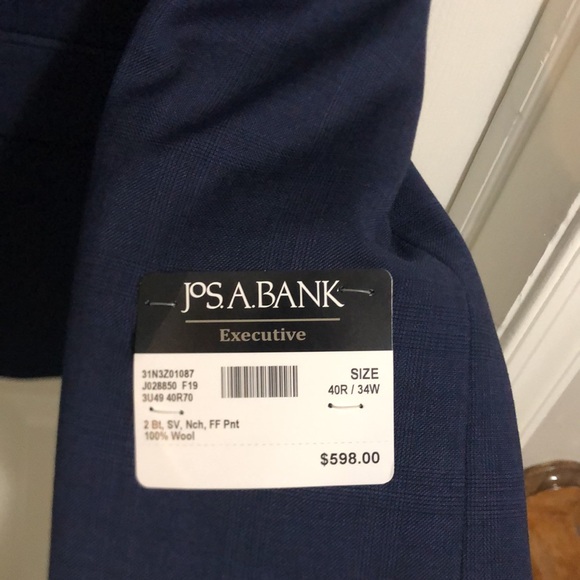 JOS. A. BANK
Executive
31N3Z01087
J028850 F19
3U49 40R70
SIZE
40R / 34W
2 Bt, SV, Nch, FF Pnt
100% Wool
$598.00